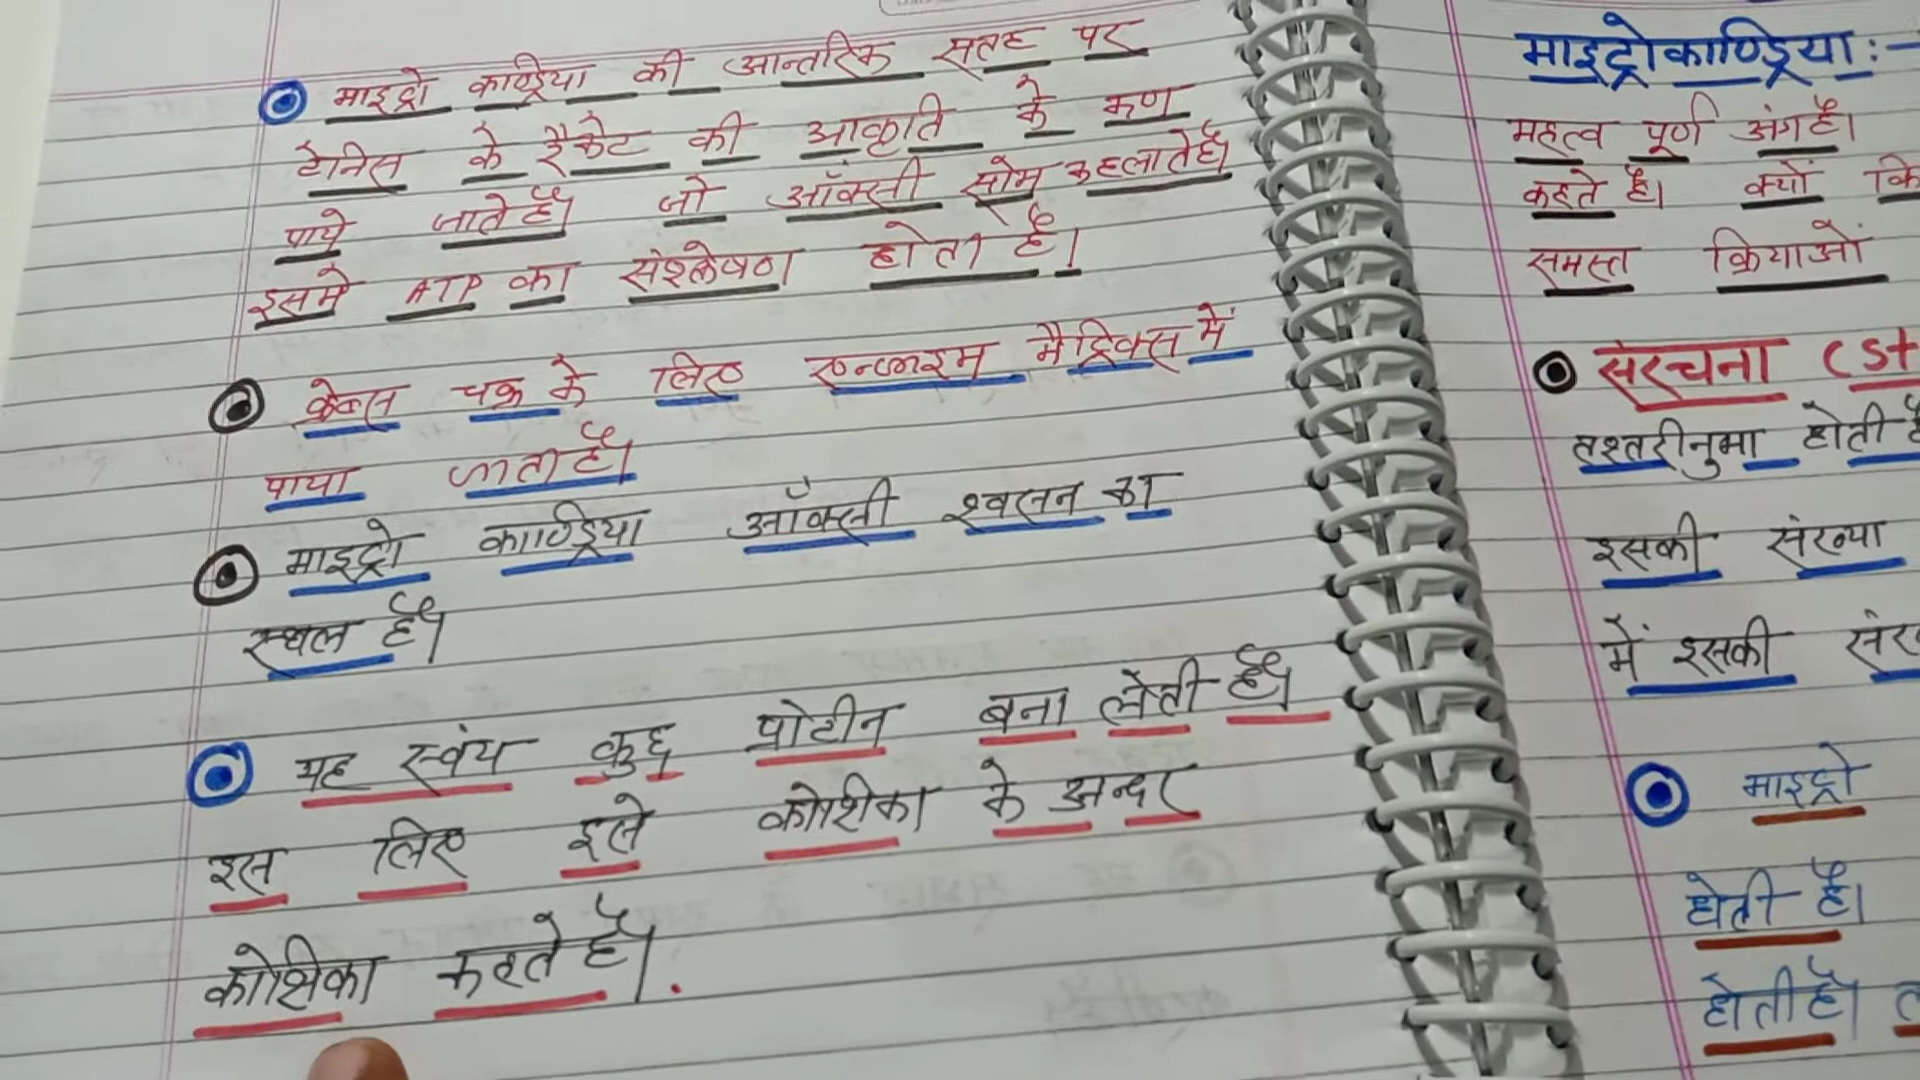 माइट्रो काण्ड्रिया की आन्तरिक सतह पर
टेनिस के रैकेट की आकृति के कण
पाये जाते है। जो ऑक्सी सोम कहलाते है।
इसमे ATP का संश्लेषण होता है।
क्रेब्स चक्र के लिए एन्जाइम मैट्रिक्स में
पाया जाता है।
माइट्रो काण्ड्रिया ऑक्सी श्वसन का
स्थल है।
यह स्वंय कुछ प्रोटीन बना लेती है।
इस लिए इसे कोशिका के अन्दर
कोशिका कहते है।
माइट्रोकाण्ड्रिया:-
महत्व पूर्ण अंग है।
कहते है। क्यों कि
समस्त क्रियाओं
संरचना (St
तश्तरीनुमा होती है
इसकी संख्या
में इसकी संख
माइट्रो
होती है।
होती है।